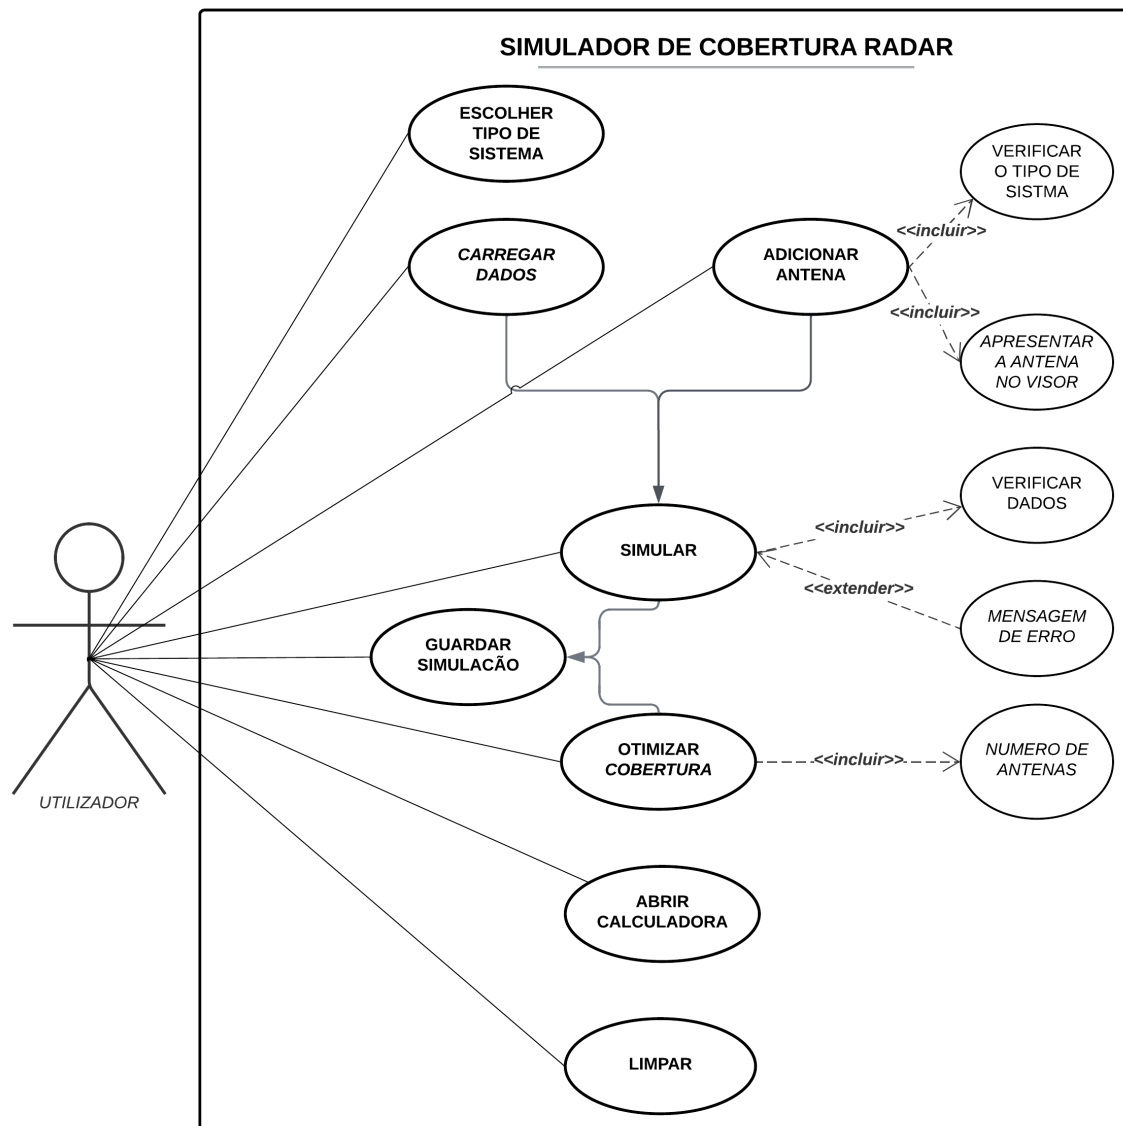 SIMULADOR DE COBERTURA RADAR
ESCOLHER
TIPO DE
SISTEMA
VERIFICAR
O TIPO DE
SISTMA
<<incluir>>
CARREGAR
DADOS
ADICIONAR
ANTENA
<<incluir>>
APRESENTAR
A ANTENA
NO VISOR
VERIFICAR
DADOS
<<incluir>>
SIMULAR
<<extender>>
MENSAGEM
DE ERRO
GUARDAR
SIMULACÃO
OTIMIZAR
COBERTURA
<<incluir>>
NUMERO DE
ANTENAS
UTILIZADOR
ABRIR
CALCULADORA
LIMPAR